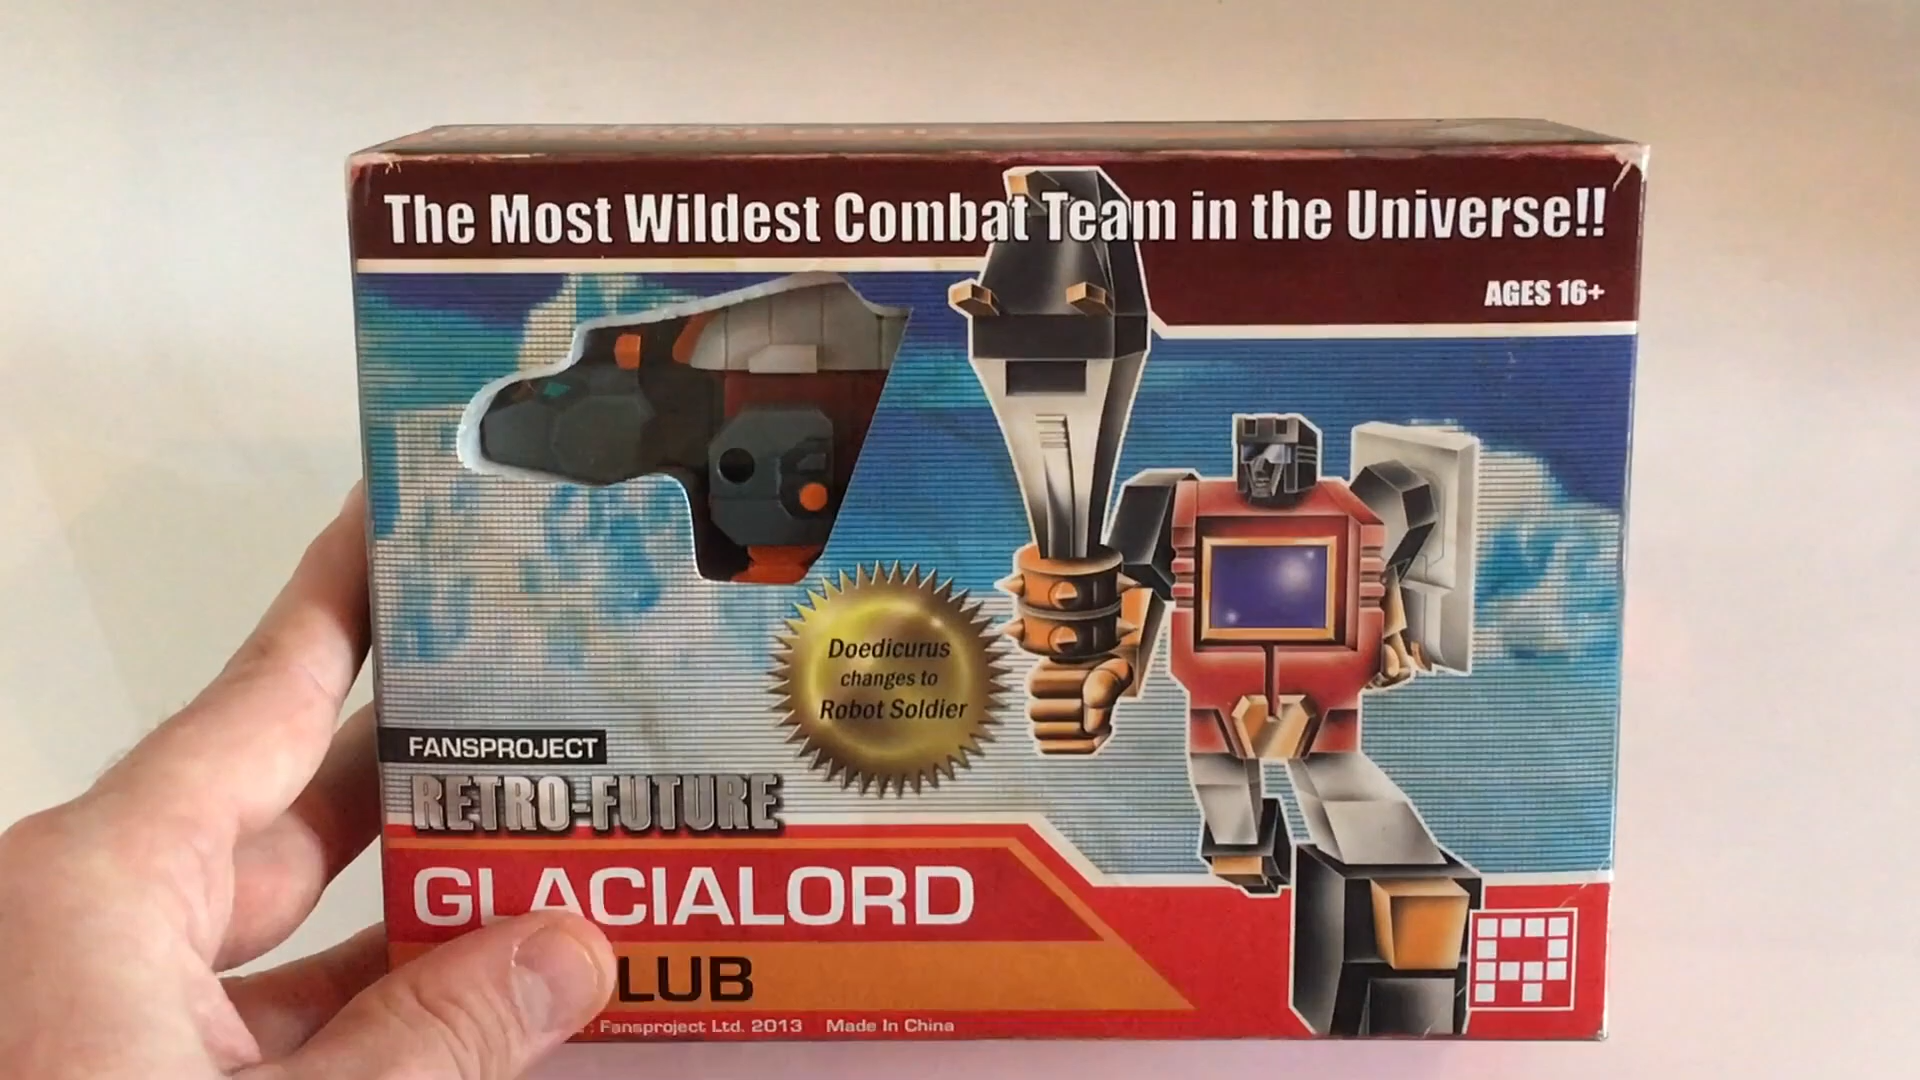 The Most Wildest Combat Team in the Universe!!
AGES 16+
Doedicurus
changes to
Robot Soldier
FANSPROJECT
RETRO-FUTURE
GLACIALORD
LUB
: Fansproject Ltd. 2013 Made In China